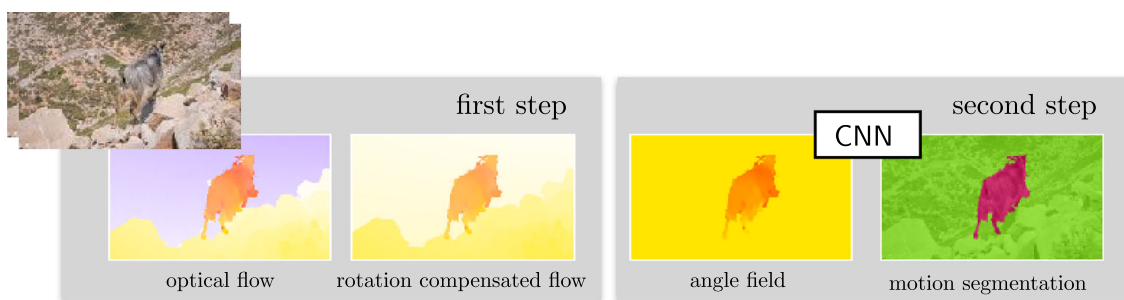 first step
second step
CNN
optical flow
rotation compensated flow
angle field
motion segmentation